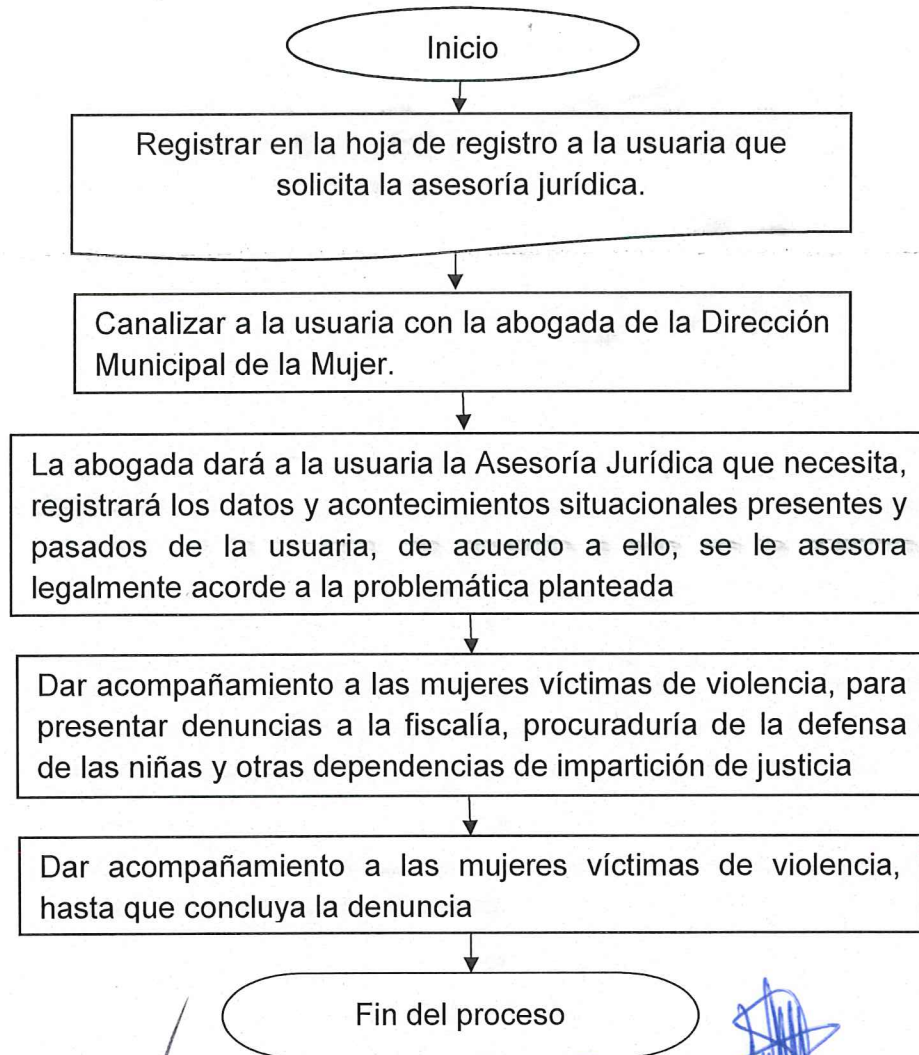 Inicio
Registrar en la hoja de registro a la usuaria que
solicita la asesoría jurídica.
Canalizar a la usuaria con la abogada de la Dirección
Municipal de la Mujer.
La abogada dará a la usuaria la Asesoría Jurídica que necesita,
registrará los datos y acontecimientos situacionales presentes y
pasados de la usuaria, de acuerdo a ello, se le asesora
legalmente acorde a la problemática planteada
Dar acompañamiento a las mujeres víctimas de violencia, para
presentar denuncias a la fiscalía, procuraduría de la defensa
de las niñas y otras dependencias de impartición de justicia
Dar acompañamiento a las mujeres víctimas de violencia,
hasta que concluya la denuncia
Fin del proceso